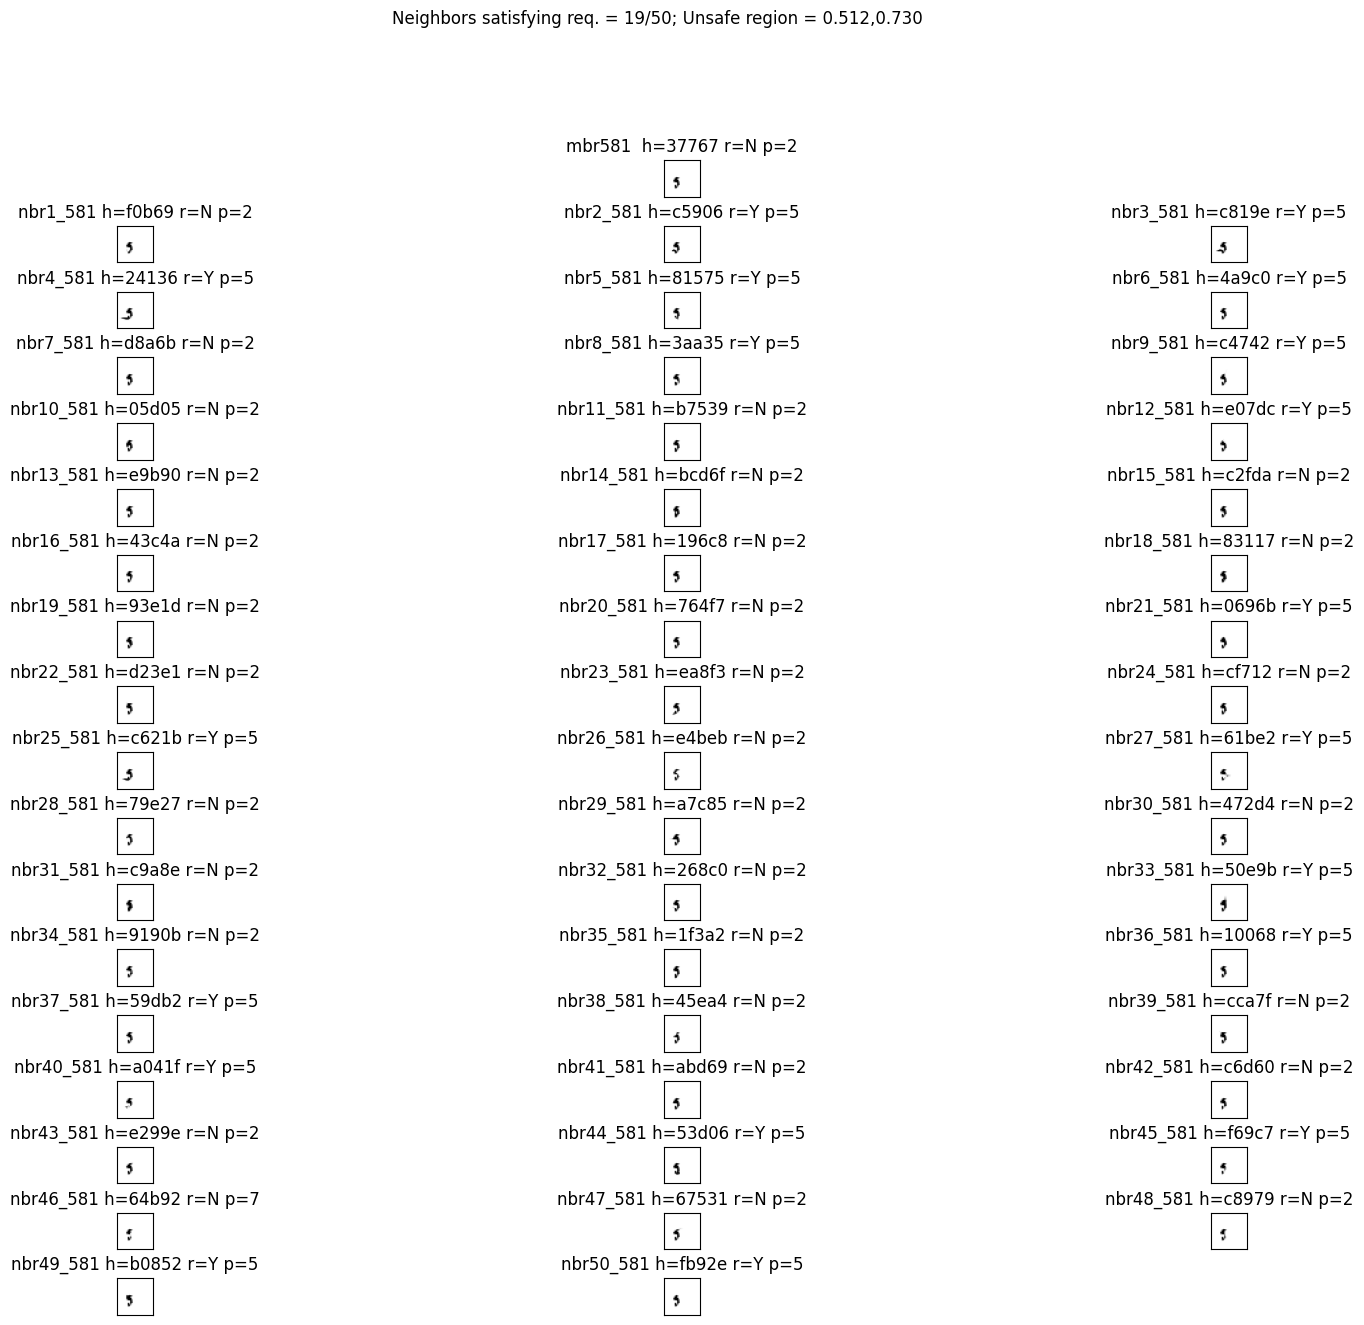 Neighbors satisfying req. = 19/50; Unsafe region = 0.512,0.730
mbr581  h=37767 r=N p=2
nbr1_581 h=f0b69 r=N p=2
nbr2_581 h=c5906 r=Y p=5
nbr3_581 h=c819e r=Y p=5
nbr4_581 h=24136 r=Y p=5
nbr5_581 h=81575 r=Y p=5
nbr6_581 h=4a9c0 r=Y p=5
nbr7_581 h=d8a6b r=N p=2
nbr8_581 h=3aa35 r=Y p=5
nbr9_581 h=c4742 r=Y p=5
nbr10_581 h=05d05 r=N p=2
nbr11_581 h=b7539 r=N p=2
nbr12_581 h=e07dc r=Y p=5
nbr13_581 h=e9b90 r=N p=2
nbr14_581 h=bcd6f r=N p=2
nbr15_581 h=c2fda r=N p=2
nbr16_581 h=43c4a r=N p=2
nbr17_581 h=196c8 r=N p=2
nbr18_581 h=83117 r=N p=2
nbr19_581 h=93e1d r=N p=2
nbr20_581 h=764f7 r=N p=2
nbr21_581 h=0696b r=Y p=5
nbr22_581 h=d23e1 r=N p=2
nbr23_581 h=ea8f3 r=N p=2
nbr24_581 h=cf712 r=N p=2
nbr25_581 h=c621b r=Y p=5
nbr26_581 h=e4beb r=N p=2
nbr27_581 h=61be2 r=Y p=5
nbr28_581 h=79e27 r=N p=2
nbr29_581 h=a7c85 r=N p=2
nbr30_581 h=472d4 r=N p=2
nbr31_581 h=c9a8e r=N p=2
nbr32_581 h=268c0 r=N p=2
nbr33_581 h=50e9b r=Y p=5
nbr34_581 h=9190b r=N p=2
nbr35_581 h=1f3a2 r=N p=2
nbr36_581 h=10068 r=Y p=5
nbr37_581 h=59db2 r=Y p=5
nbr38_581 h=45ea4 r=N p=2
nbr39_581 h=cca7f r=N p=2
nbr40_581 h=a041f r=Y p=5
nbr41_581 h=abd69 r=N p=2
nbr42_581 h=c6d60 r=N p=2
nbr43_581 h=e299e r=N p=2
nbr44_581 h=53d06 r=Y p=5
nbr45_581 h=f69c7 r=Y p=5
nbr46_581 h=64b92 r=N p=7
nbr47_581 h=67531 r=N p=2
nbr48_581 h=c8979 r=N p=2
nbr49_581 h=b0852 r=Y p=5
nbr50_581 h=fb92e r=Y p=5